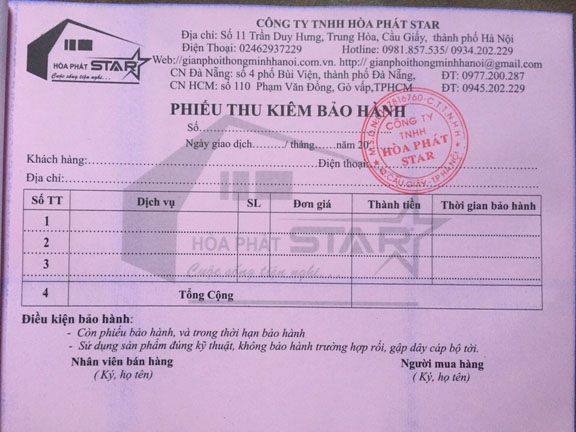 CÔNG TY TNHH HÒA PHÁT STAR
Địa chỉ: Số 11 Trần Duy Hưng, Trung Hòa, Cầu Giấy, thành phố Hà Nội
Điện Thoại: 02462937229 Hotline: 0981.857.535/ 0934.202.229
Web://gianphoithongminhhanoi.com.vn. http://gianphoithongminhhanoi@gmail.com
CN Đà Nẵng: số 4 phố Bùi Viện, thành phố Đà Nẵng, ĐT: 0977.200.287
CN HCM: số 110 Phạm Văn Đồng, Gò vấp,TPHCM ĐT: 0945.202.229
HÒA PHÁT STAR
Cuộc sống tiện nghi...
PHIẾU THU KIÊM BẢO HÀNH
Số
Ngày giao dịch ....../ tháng ......năm 20
Khách hàng: Điện thoại
Địa chỉ:
CÔNG TY
TNHH
HÒA PHÁT
STAR
Q.CẦU GIẤY, TP.HÀ NỘI
Số TT Dịch vụ SL Đơn giá Thành tiền Thời gian bảo hành
1
2
3
4 Tổng Cộng
HÒA PHÁT STAR
Cuộc sống tiện nghi...
Điều kiện bảo hành:
- Còn phiếu bảo hành, và trong thời hạn bảo hành
- Sử dụng sản phẩm đúng kỹ thuật, không bảo hành trường hợp rối, gập dây cáp bộ tời.
Nhân viên bán hàng Người mua hàng
( Ký, họ tên) ( Ký, họ tên)